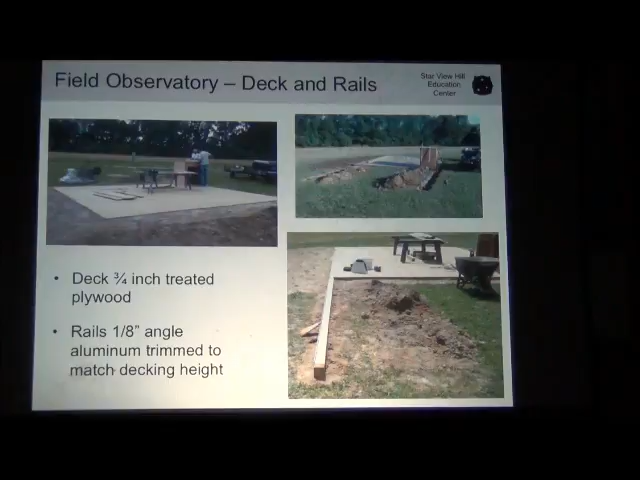 Field Observatory – Deck and Rails
Star View Hill
Education
Center
• Deck ¾ inch treated
plywood
• Rails 1/8” angle
aluminum trimmed to
match decking height